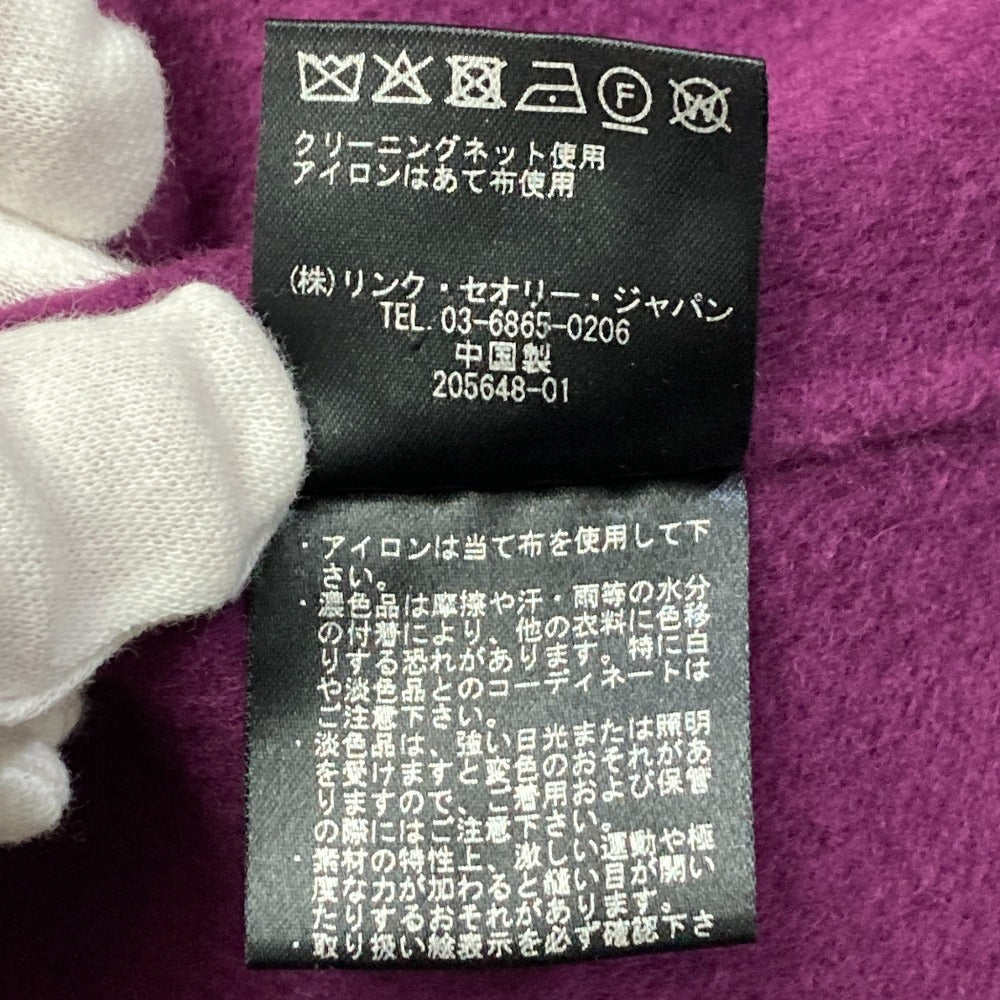 F
W
クリーニングネット使用
アイロンはあて布使用
(株)リンク・セオリー・ジャパン
TEL. 03-6865-0206
中国製
205648-01
・アイロンは当て布を使用して下
さい。
・濃色品は摩擦や汗・雨等の水分
の付着により、他の衣料に色移
りする恐れがあります。特に白
や淡色品とのコーディネートは
ご注意下さい。
・淡色品は、強い日光または照明
を受けますと、変色のおそれがあ
りますので、ご着用および保管
の際にはご注意下さい。
・素材の特性上、激しい運動や極
度な力が加わると縫い目が開い
たりするおそれがあります。
・取り扱い絵表示を必ず確認下さ